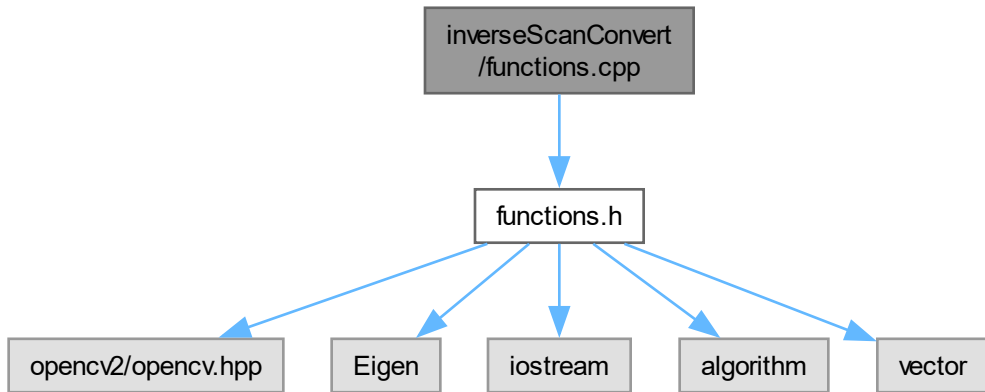 inverseScanConvert
/functions.cpp
functions.h
opencv2/opencv.hpp
Eigen
iostream
algorithm
vector